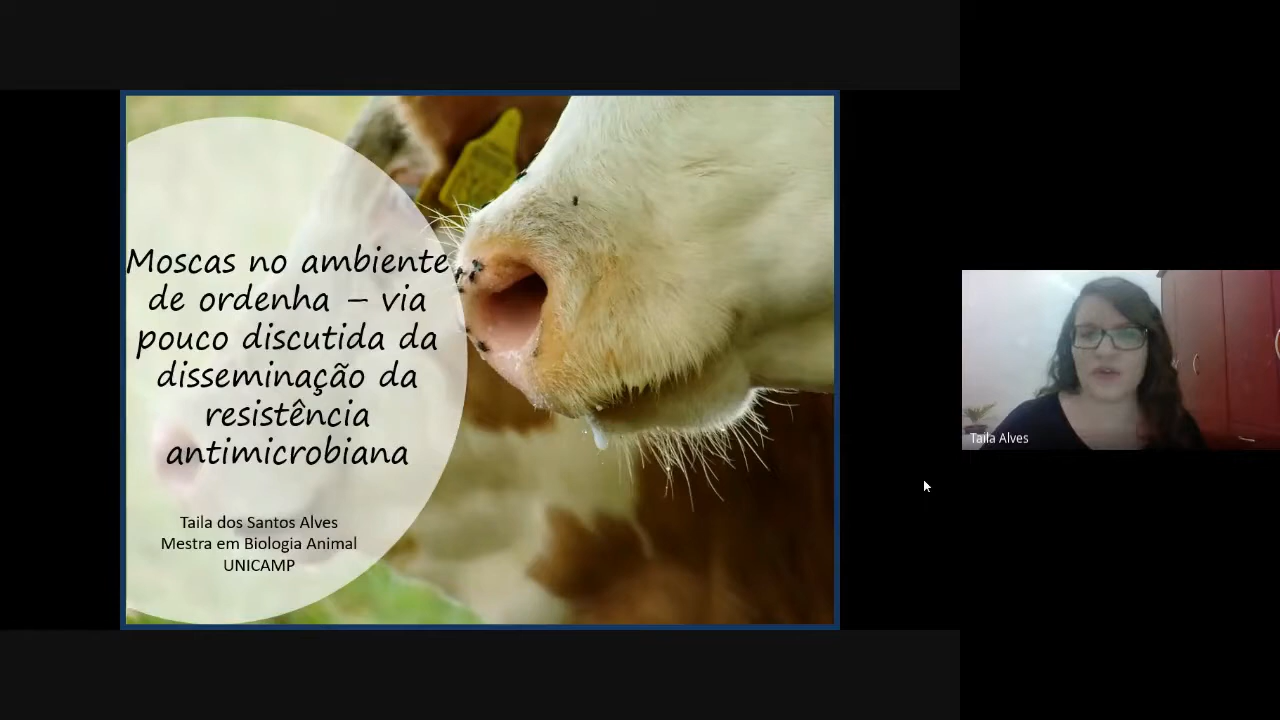 Moscas no ambiente
de ordenha – via
pouco discutida da
disseminação da
resistência
antimicrobiana
Taila dos Santos Alves
Mestra em Biologia Animal
UNICAMP
Taila Alves